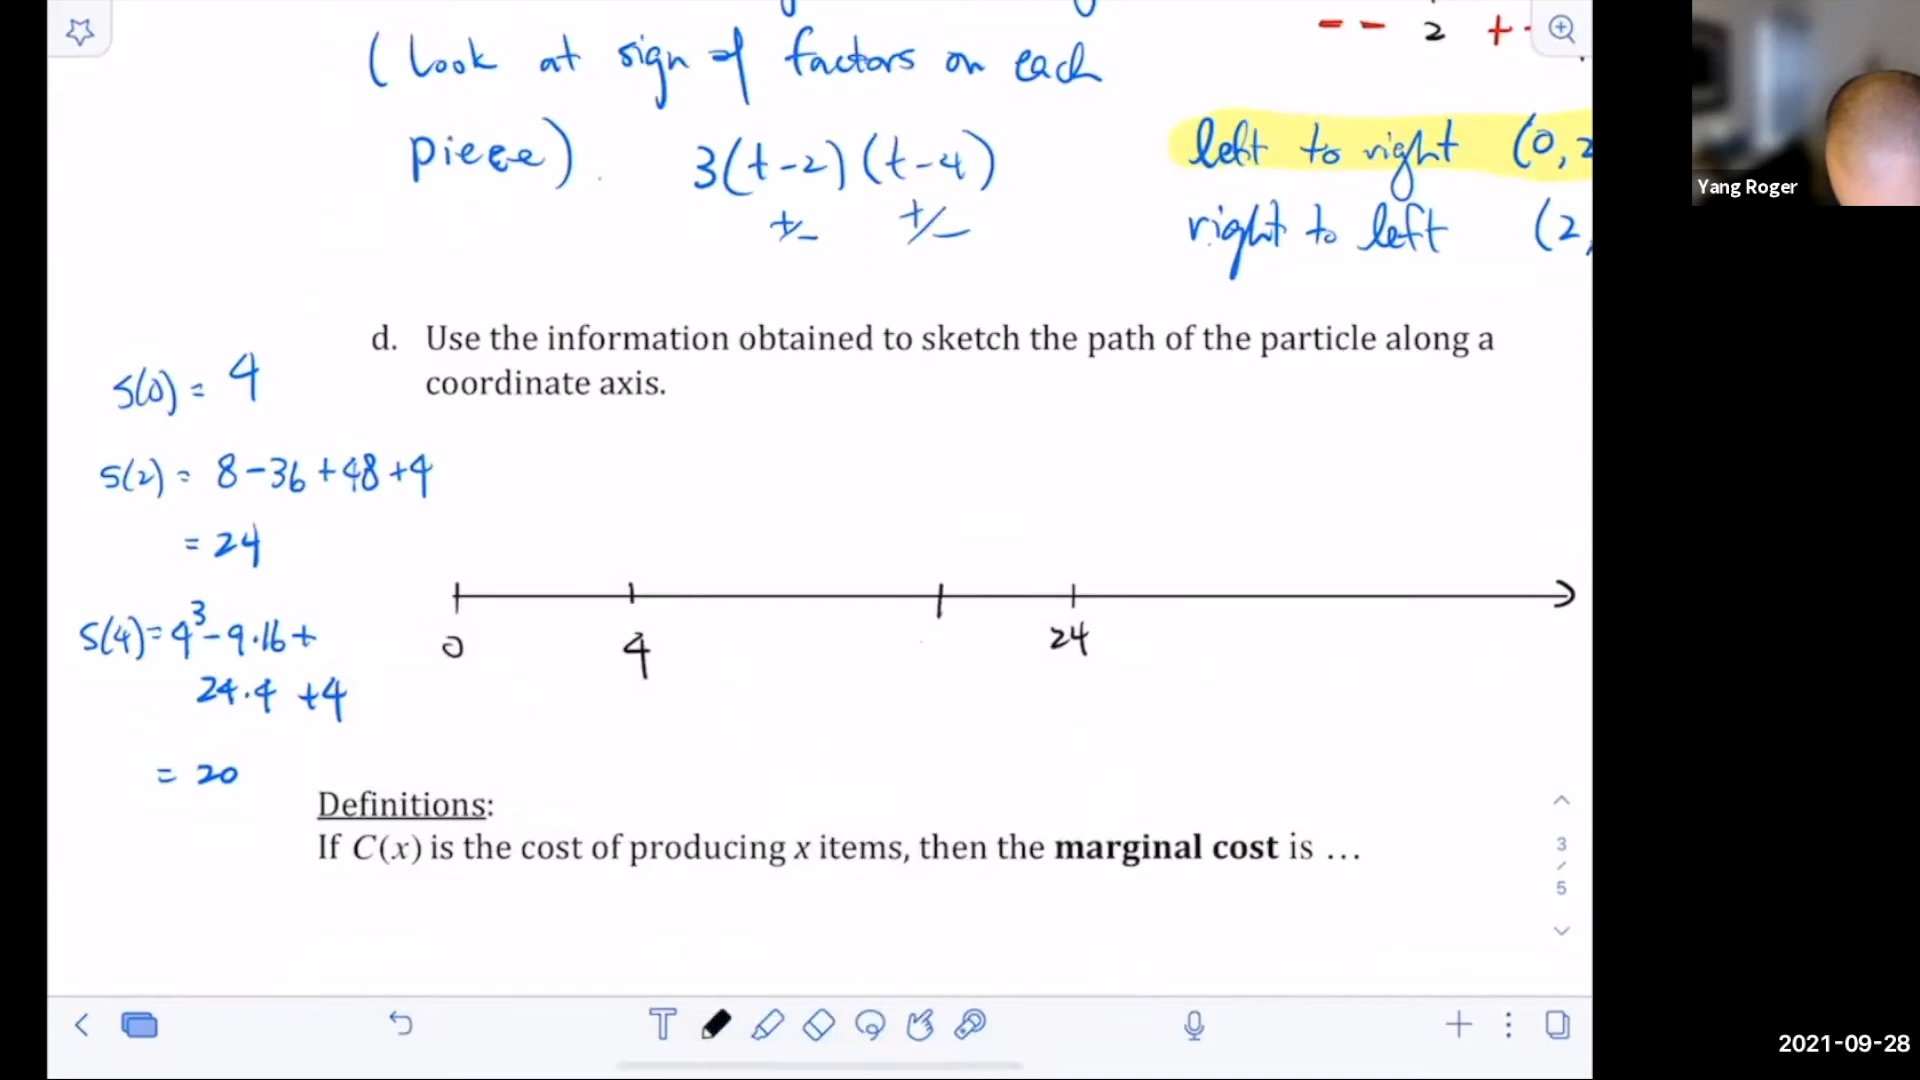 (look at sign of factors on each
piece). 3(t-2)(t-4)
+/- +/-
-- 2 +
left to right (0, 2
right to left (2,
Yang Roger
d. Use the information obtained to sketch the path of the particle along a
coordinate axis.
s(0) = 4
s(2) = 8-36+48+4
= 24
s(4)=4³-9·16+
24·4 +4
= 20
0 4 24
Definitions:
If C(x) is the cost of producing x items, then the marginal cost is …
3
/
5
T
2021-09-28